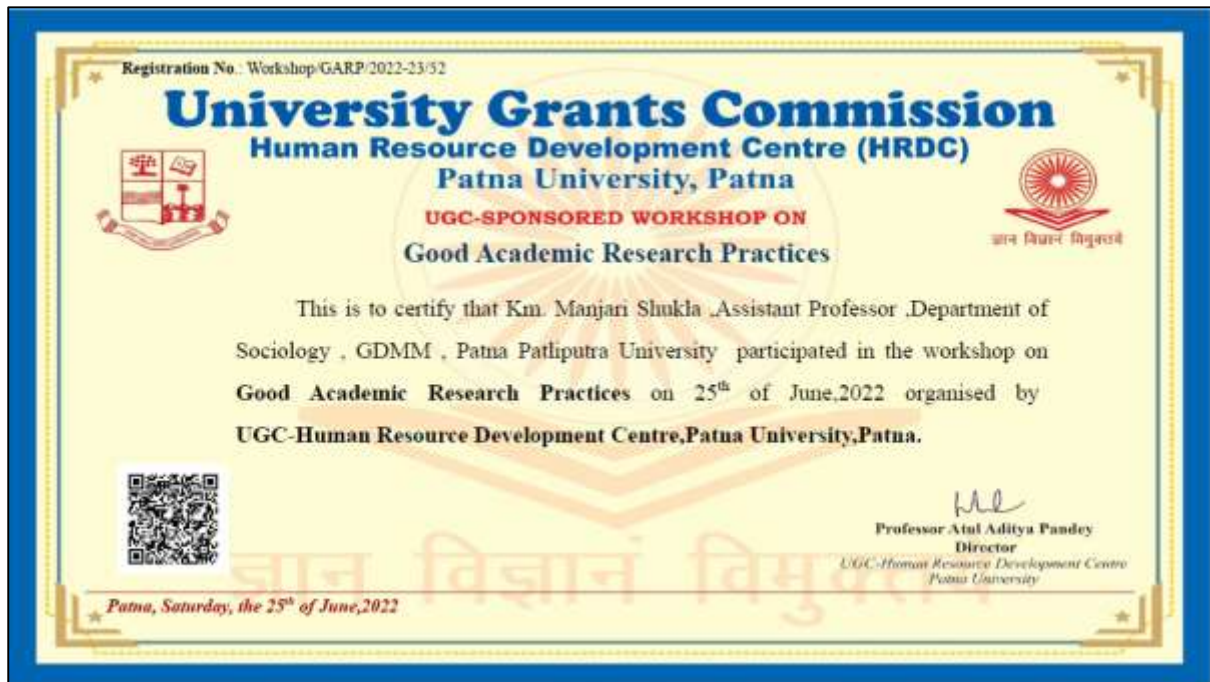 Registration No.: Workshop/GARP/2022-23/52
University Grants Commission
Human Resource Development Centre (HRDC)
Patna University, Patna
UGC-SPONSORED WORKSHOP ON
Good Academic Research Practices
ज्ञान विज्ञान विमुक्तये
This is to certify that Km. Manjari Shukla ,Assistant Professor ,Department of
Sociology , GDMM , Patna Patliputra University participated in the workshop on
Good Academic Research Practices on 25th of June,2022 organised by
UGC-Human Resource Development Centre,Patna University,Patna.
Professor Atul Aditya Pandey
Director
UGC-Human Resource Development Centre
Patna University
ज्ञान विज्ञानं विमुक्तये
Patna, Saturday, the 25th of June,2022